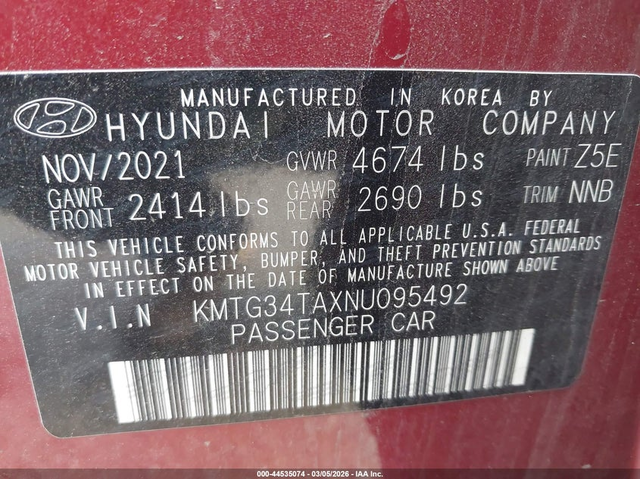 MANUFACTURED IN KOREA BY
HYUNDAI MOTOR COMPANY
NOV/2021 GVWR 4674 lbs PAINT Z5E
GAWR FRONT 2414 lbs GAWR REAR 2690 lbs TRIM NNB
THIS VEHICLE CONFORMS TO ALL APPLICABLE U.S.A. FEDERAL
MOTOR VEHICLE SAFETY, BUMPER, AND THEFT PREVENTION STANDARDS
IN EFFECT ON THE DATE OF MANUFACTURE SHOWN ABOVE
V.I.N KMTG34TAXNU095492
PASSENGER CAR
000-44535074 | 03/05/2026 | IAA Inc.